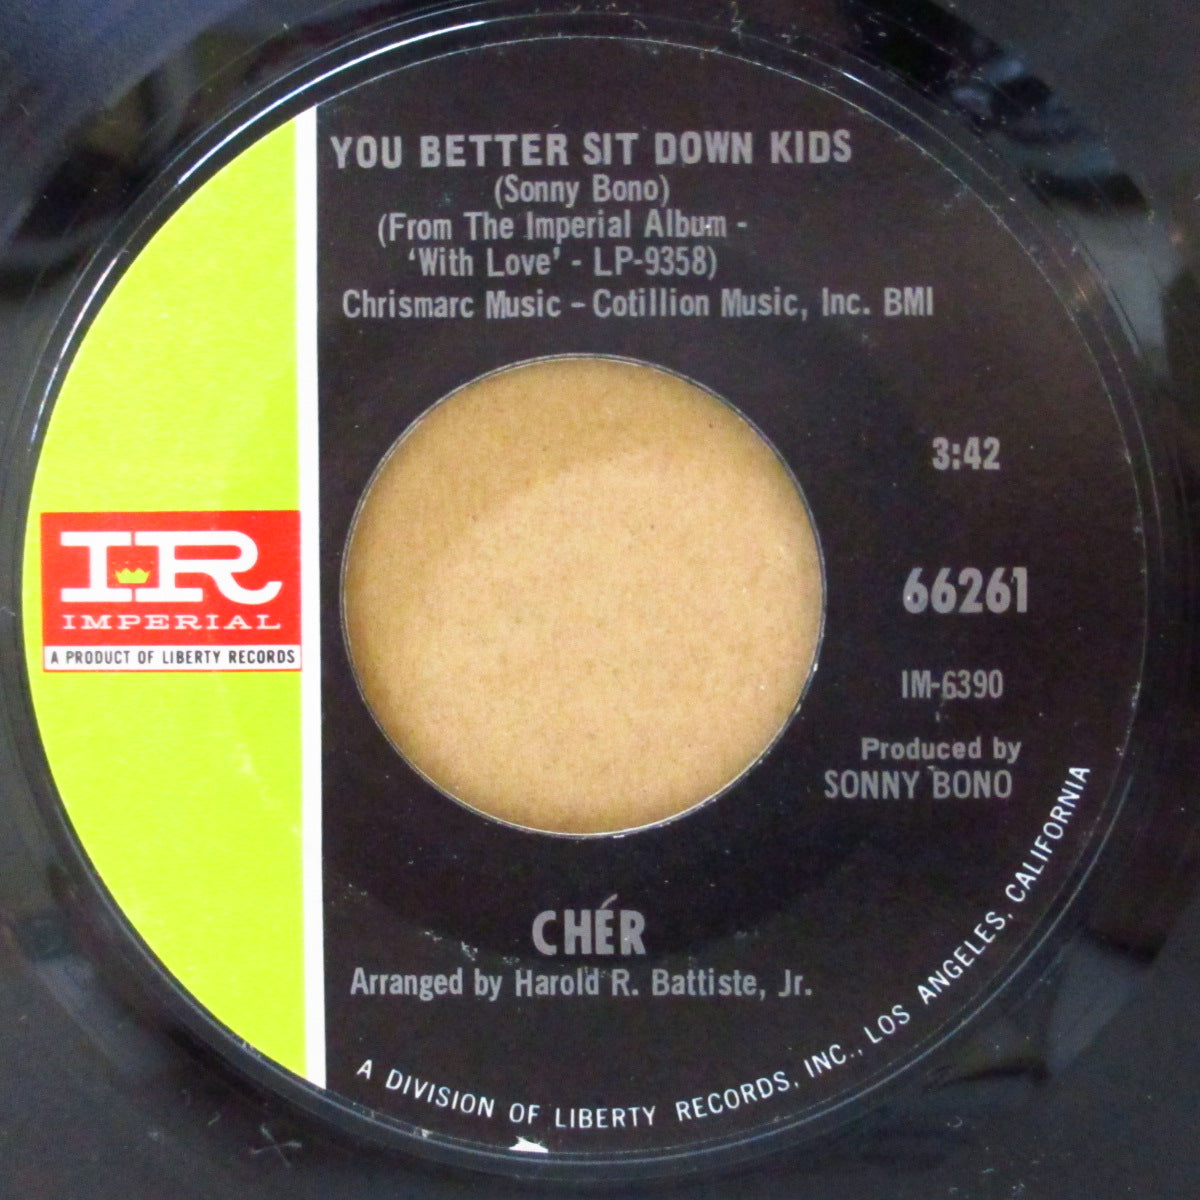 YOU BETTER SIT DOWN KIDS
(Sonny Bono)
(From The Imperial Album -
'With Love' - LP-9358)
Chrismarc Music - Cotillion Music, Inc. BMI
3:42
66261
IM-6390
Produced by
SONNY BONO
IR
IMPERIAL
A PRODUCT OF LIBERTY RECORDS
CHÉR
Arranged by Harold R. Battiste, Jr.
A DIVISION OF LIBERTY RECORDS, INC., LOS ANGELES, CALIFORNIA